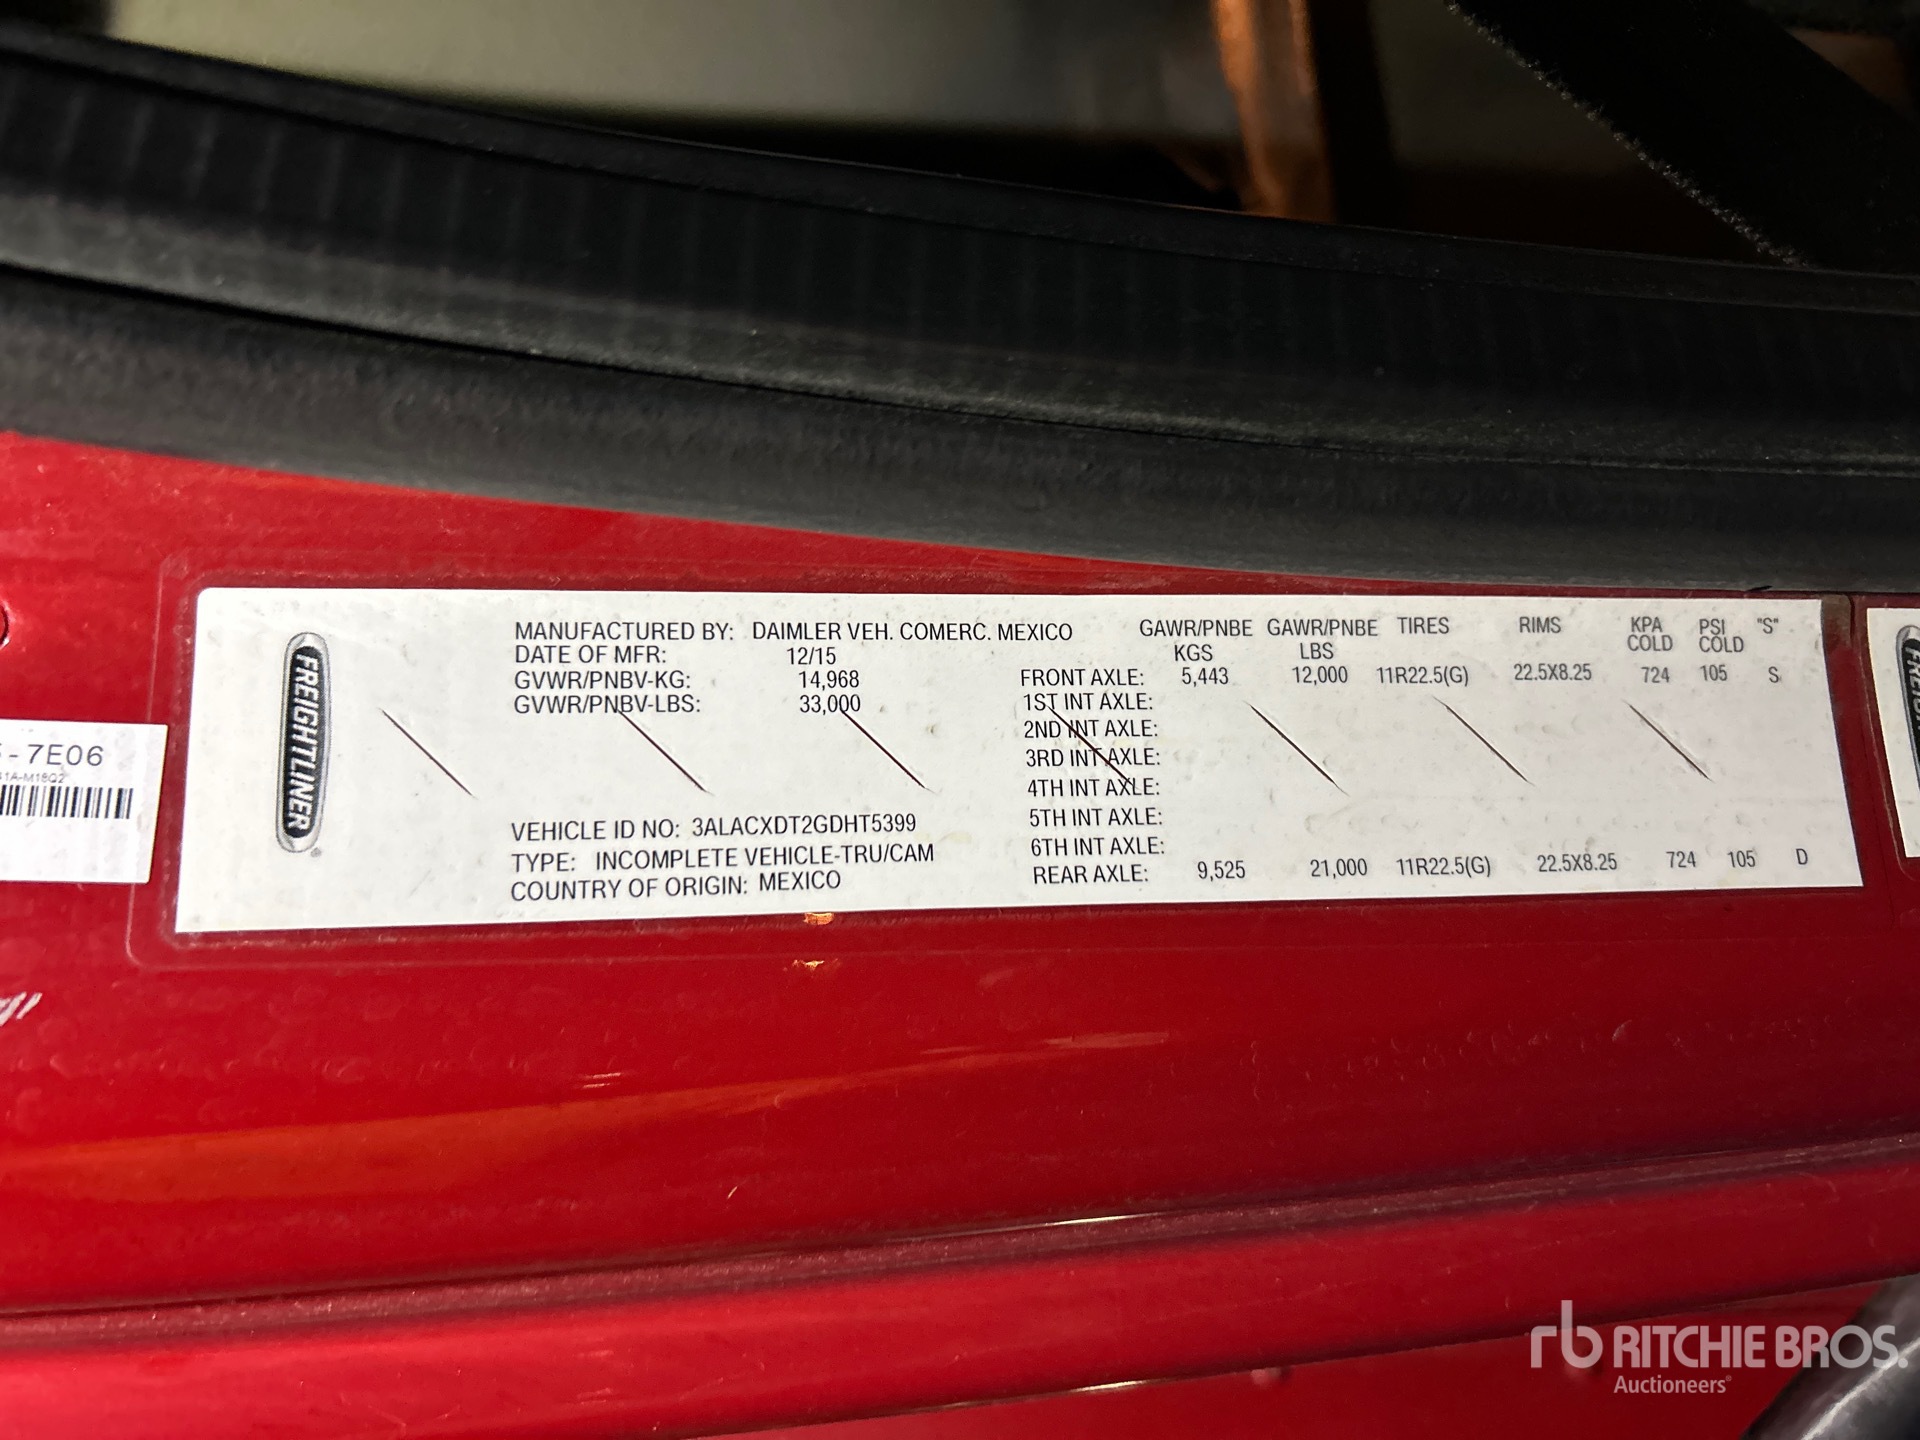 MANUFACTURED BY: DAIMLER VEH. COMERC. MEXICO
DATE OF MFR: 12/15
GVWR/PNBV-KG: 14,968
GVWR/PNBV-LBS: 33,000
VEHICLE ID NO: 3ALACXDT2GDHT5399
TYPE: INCOMPLETE VEHICLE-TRU/CAM
COUNTRY OF ORIGIN: MEXICO
GAWR/PNBE KGS GAWR/PNBE LBS TIRES RIMS KPA COLD PSI COLD "S"
FRONT AXLE: 5,443 12,000 11R22.5(G) 22.5X8.25 724 105 S
1ST INT AXLE:
2ND INT AXLE:
3RD INT AXLE:
4TH INT AXLE:
5TH INT AXLE:
6TH INT AXLE:
REAR AXLE: 9,525 21,000 11R22.5(G) 22.5X8.25 724 105 D
FREIGHTLINER
-7E06
1A-M18Q2
rb RITCHIE BROS.
Auctioneers